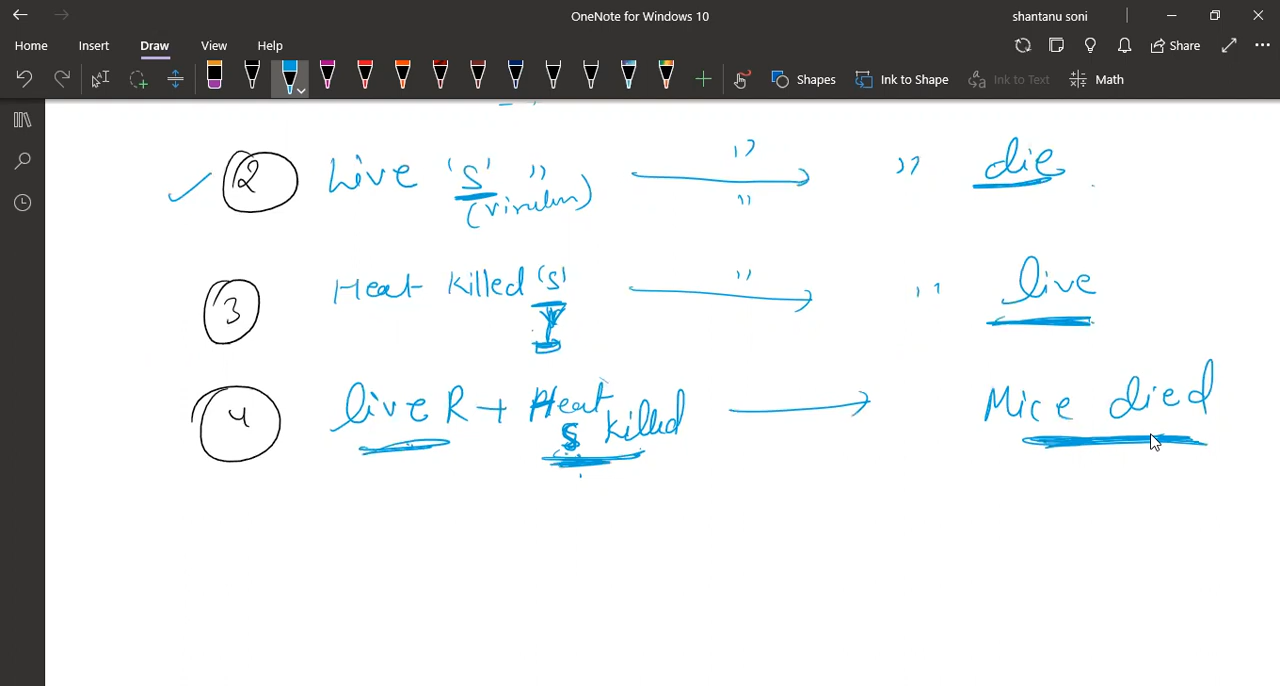 OneNote for Windows 10
shantanu soni
Home Insert Draw View Help
Share
Shapes Ink to Shape Ink to Text Math
2 Live 'S' " " " die
(virulen)
"
3 Heat Killed 'S' " " live
4 live R + Heat Mice died
S killed